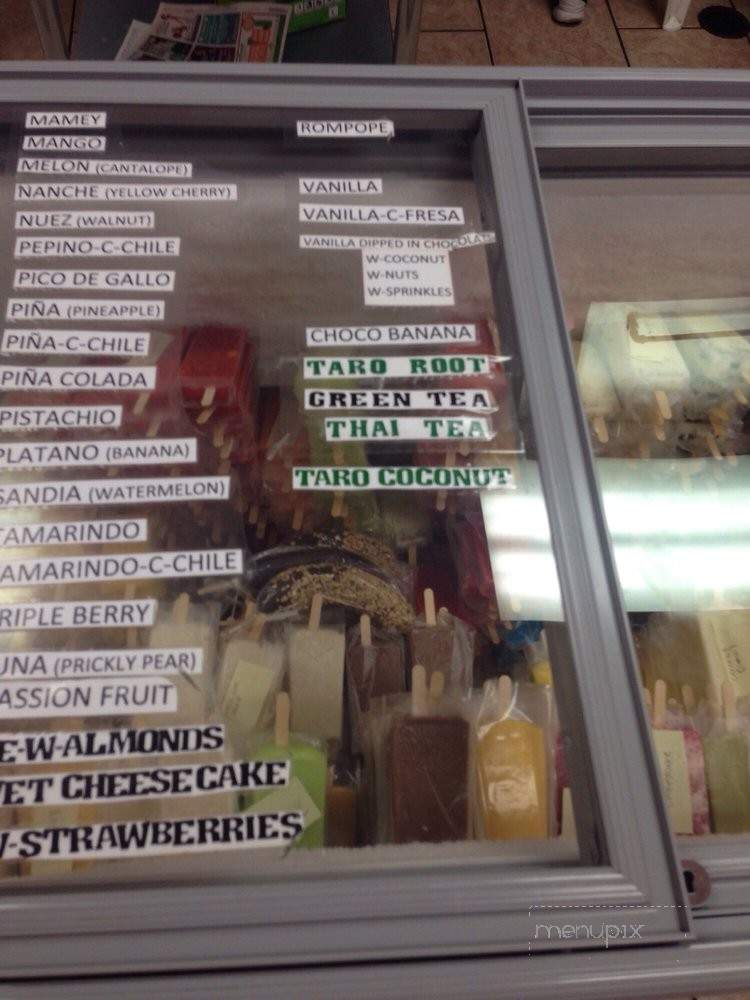 MAMEY
MANGO
MELON (CANTALOPE)
NANCHE (YELLOW CHERRY)
NUEZ (WALNUT)
PEPINO-C-CHILE
PICO DE GALLO
PIÑA (PINEAPPLE)
PIÑA-C-CHILE
PIÑA COLADA
PISTACHIO
PLATANO (BANANA)
SANDIA (WATERMELON)
TAMARINDO
TAMARINDO-C-CHILE
RIPLE BERRY
UNA (PRICKLY PEAR)
ASSION FRUIT
E-W-ALMONDS
VET CHEESECAKE
W-STRAWBERRIES
ROMPOPE
VANILLA
VANILLA-C-FRESA
VANILLA DIPPED IN CHOCOLATE
W-COCONUT
W-NUTS
W-SPRINKLES
CHOCO BANANA
TARO ROOT
GREEN TEA
THAI TEA
TARO COCONUT
menupix